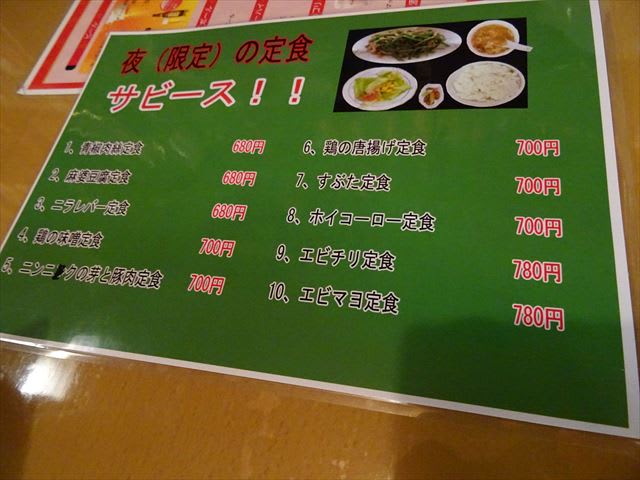 夜（限定）の定食
サビース！！
1、青椒肉絲定食 680円
2、麻婆豆腐定食 680円
3、ニラレバー定食 680円
4、鶏の味噌定食 700円
5、ニンニクの芽と豚肉定食 700円
6、鶏の唐揚げ定食 700円
7、すぶた定食 700円
8、ホイコーロー定食 700円
9、エビチリ定食 780円
10、エビマヨ定食 780円